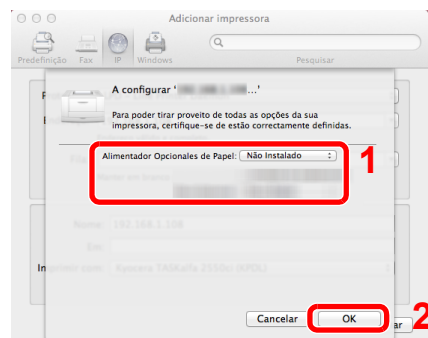 Adicionar impressora
Predefinição Fax IP Windows Pesquisar
A configurar '...'
Para poder tirar proveito de todas as opções da sua
impressora, certifique-se de estão correctamente definidas.
Alimentador Opcionales de Papel: Não Instalado
1
Nome: 192.168.1.108
Imprimir com: Kyocera TASKalfa 2550ci (KPDL)
Cancelar OK
2
ar